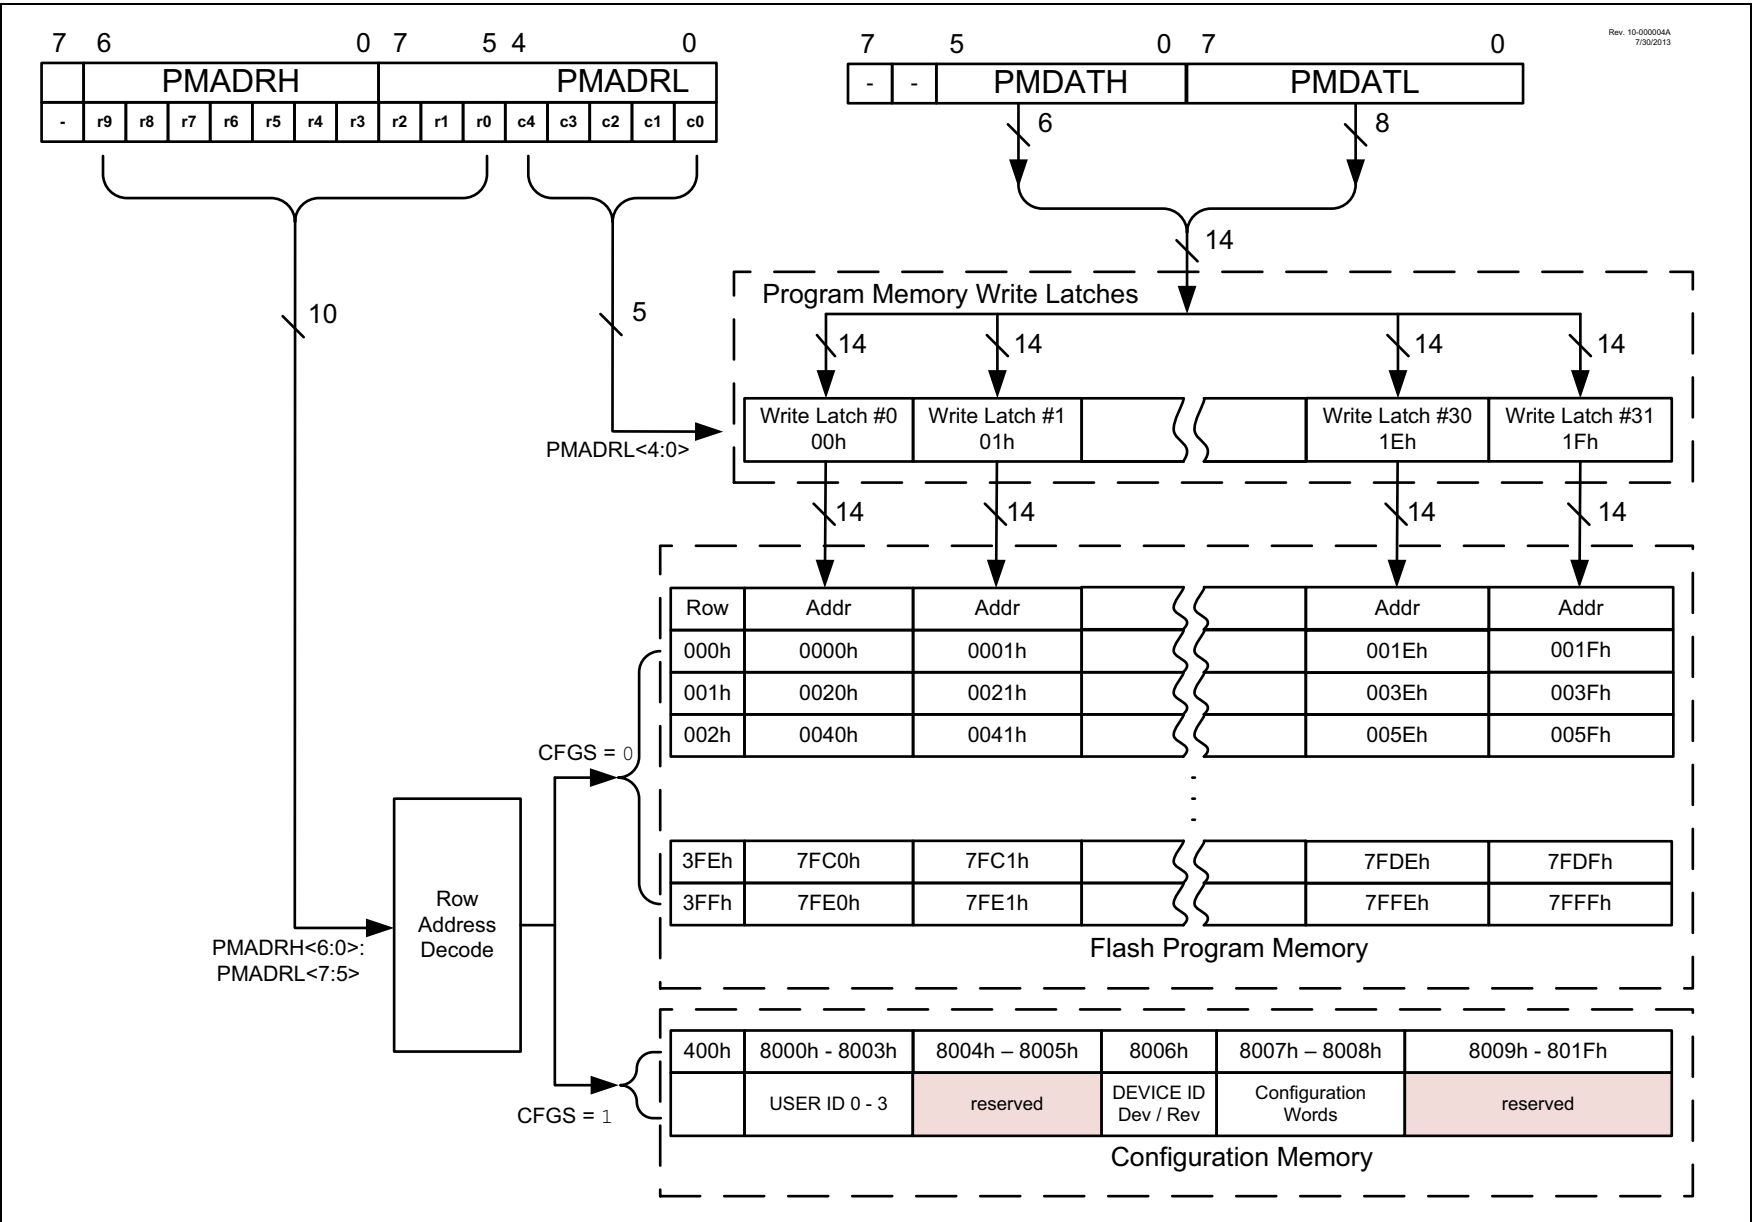 7 6 0 7 5 4 0
7 5 0 7 0
Rev. 10-000004A
7/30/2013
PMADRH PMADRL
- r9 r8 r7 r6 r5 r4 r3 r2 r1 r0 c4 c3 c2 c1 c0
- - PMDATH PMDATL
6 8
14
10
5
Program Memory Write Latches
14 14 14 14
Write Latch #0 Write Latch #1 Write Latch #30 Write Latch #31
00h 01h 1Eh 1Fh
PMADRL<4:0>
14 14 14 14
Row Addr Addr Addr Addr
000h 0000h 0001h 001Eh 001Fh
001h 0020h 0021h 003Eh 003Fh
002h 0040h 0041h 005Eh 005Fh
CFGS = 0
3FEh 7FC0h 7FC1h 7FDEh 7FDFh
3FFh 7FE0h 7FE1h 7FFEh 7FFFh
Flash Program Memory
Row
Address
Decode
PMADRH<6:0>:
PMADRL<7:5>
400h 8000h - 8003h 8004h – 8005h 8006h 8007h – 8008h 8009h - 801Fh
USER ID 0 - 3 reserved DEVICE ID Configuration reserved
Dev / Rev Words
CFGS = 1
Configuration Memory